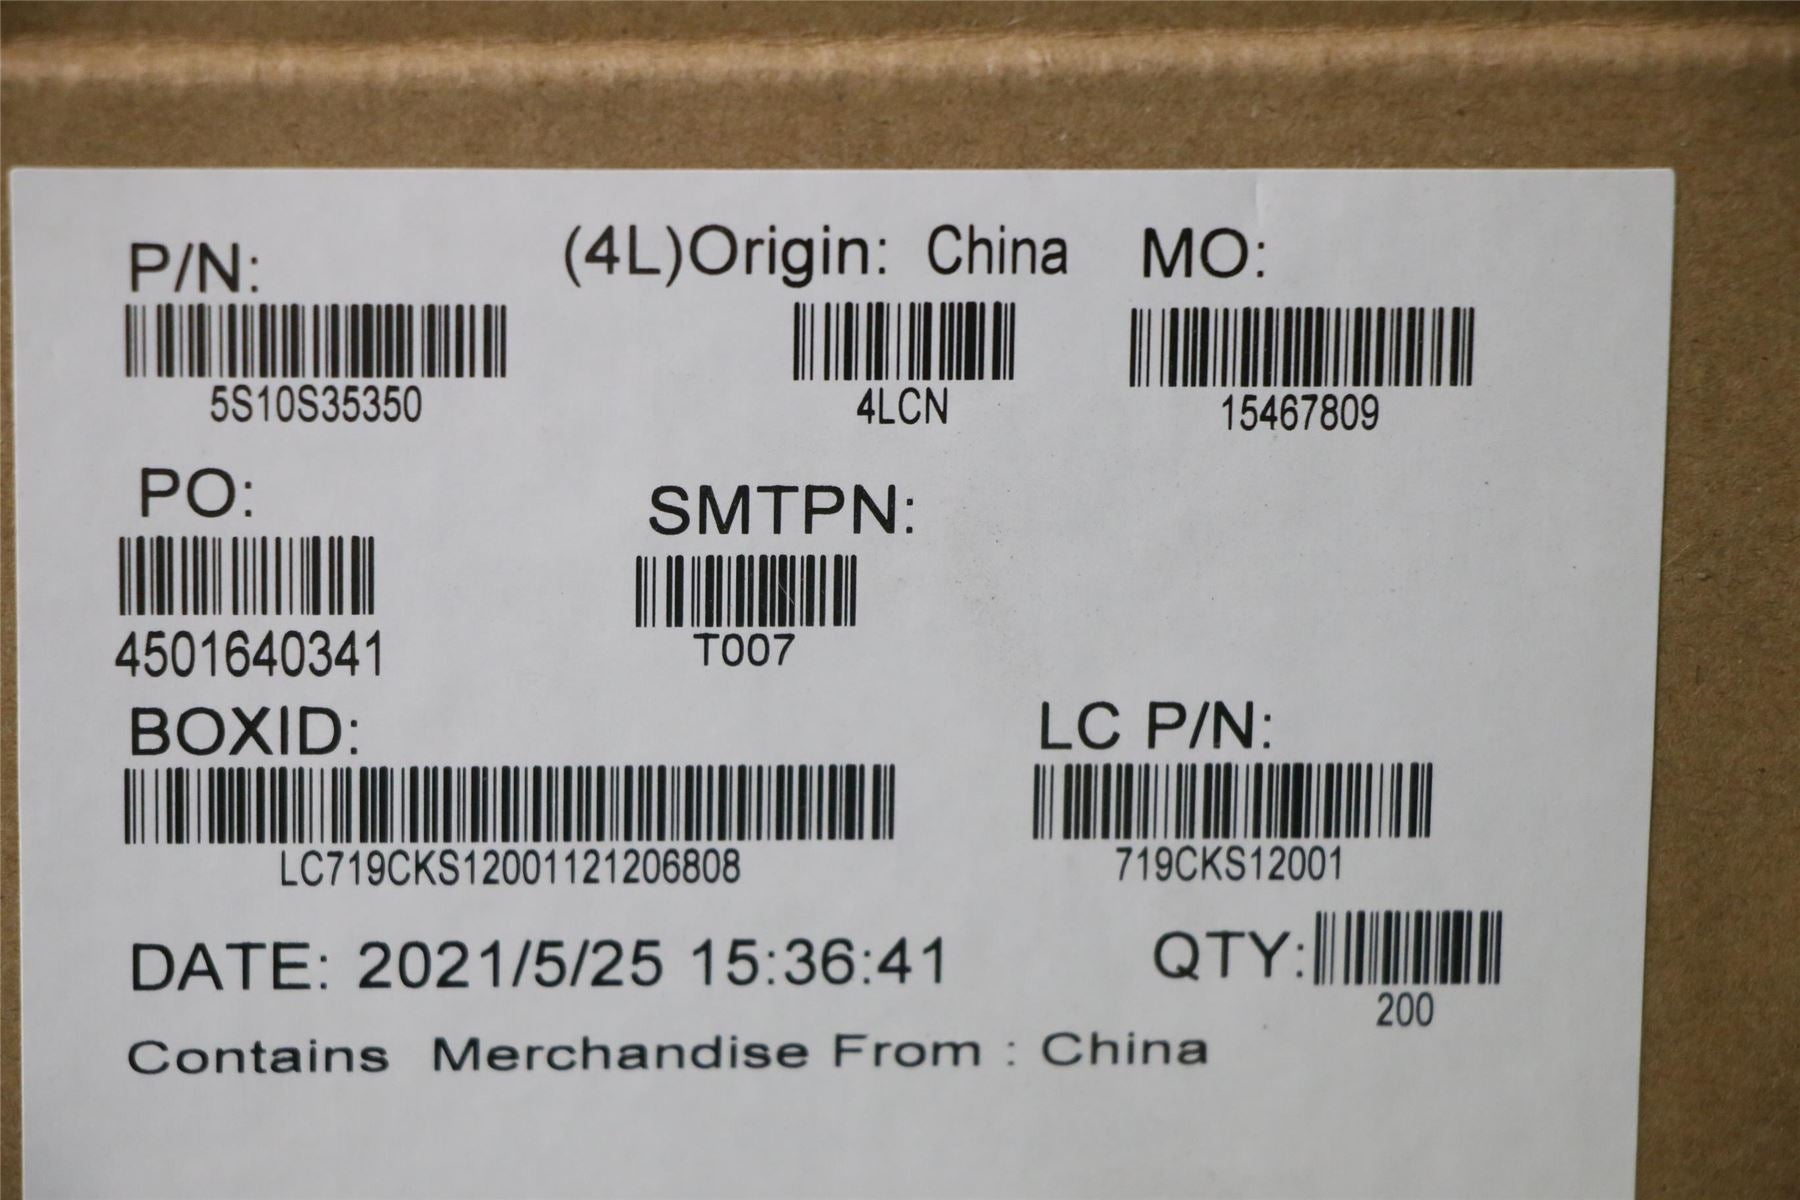 P/N: (4L)Origin: China MO:
5S10S35350 4LCN 15467809
PO: SMTPN:
4501640341 T007
BOXID: LC P/N:
LC719CKS12001121206808 719CKS12001
DATE: 2021/5/25 15:36:41 QTY:
200
Contains Merchandise From : China